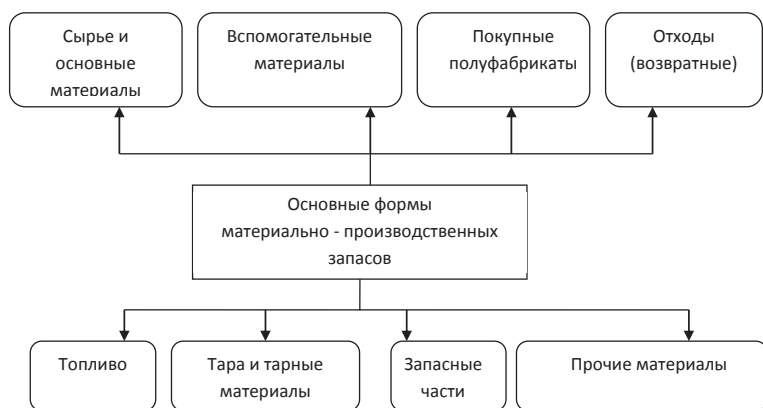 Сырье и
основные
материалы
Вспомогательные
материалы
Покупные
полуфабрикаты
Отходы
(возвратные)
Основные формы
материально - производственных
запасов
Топливо
Тара и тарные
материалы
Запасные
части
Прочие материалы